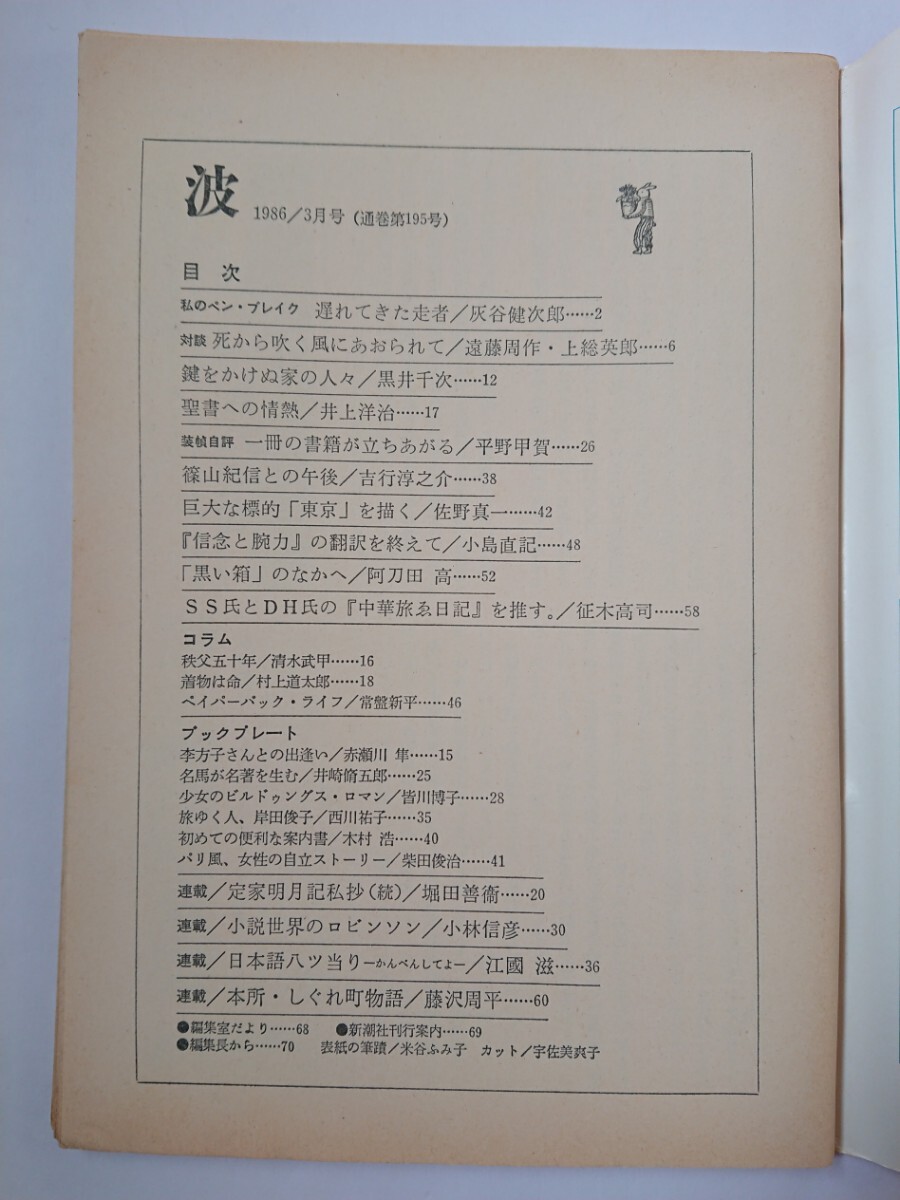 波
1986／3月号（通巻第195号）
目次
私のペン・ブレイク 遅れてきた走者／灰谷健次郎……2
対談 死から吹く風にあおられて／遠藤周作・上総英郎……6
鍵をかけぬ家の人々／黒井千次……12
聖書への情熱／井上洋治……17
装幀自評 一冊の書籍が立ちあがる／平野甲賀……26
篠山紀信との午後／吉行淳之介……38
巨大な標的「東京」を描く／佐野真一……42
『信念と腕力』の翻訳を終えて／小島直記……48
「黒い箱」のなかへ／阿刀田 高……52
ＳＳ氏とＤＨ氏の『中華旅ゑ日記』を推す。／征木高司……58
コラム
秩父五十年／清水武甲……16
着物は命／村上道太郎……18
ペイパーバック・ライフ／常盤新平……46
ブックプレート
李方子さんとの出逢い／赤瀬川 隼……15
名馬が名著を生む／井崎脩五郎……25
少女のビルドゥングス・ロマン／皆川博子……28
旅ゆく人、岸田俊子／西川祐子……35
初めての便利な案内書／木村 浩……40
パリ風、女性の自立ストーリー／柴田俊治……41
連載／定家明月記私抄（続）／堀田善衞……20
連載／小説世界のロビンソン／小林信彦……30
連載／日本語八ツ当り―かんべんしてよ―／江國 滋……36
連載／本所・しぐれ町物語／藤沢周平……60
●編集室だより……68 ●新潮社刊行案内……69
●編集長から……70 表紙の筆蹟／米谷ふみ子 カット／宇佐美爽子